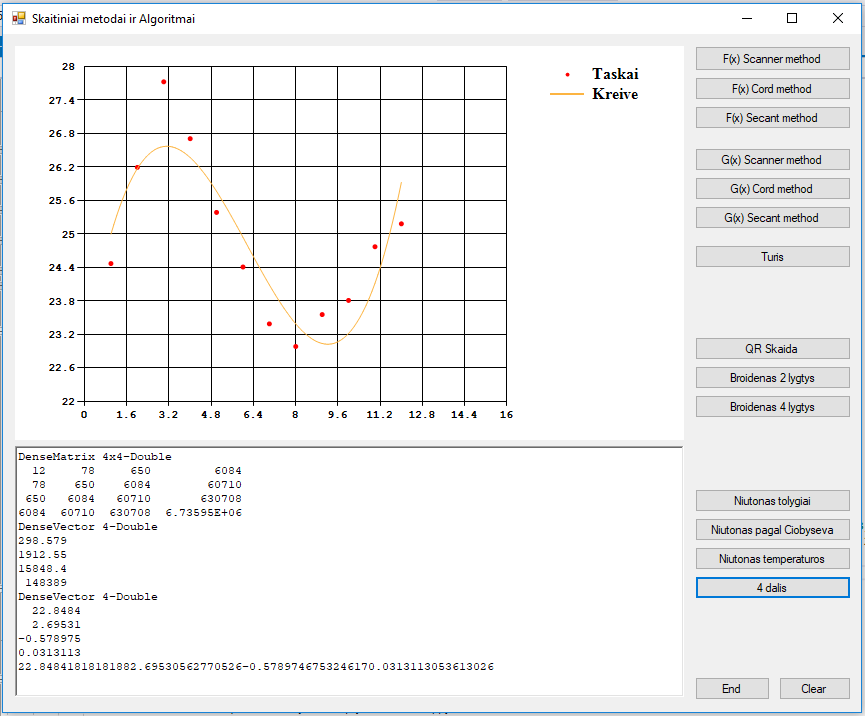 Skaitiniai metodai ir Algoritmai
28
27.4
26.8
26.2
25.6
25
24.4
23.8
23.2
22.6
22
0 1.6 3.2 4.8 6.4 8 9.6 11.2 12.8 14.4 16
Taskai
Kreive
F(x) Scanner method
F(x) Cord method
F(x) Secant method
G(x) Scanner method
G(x) Cord method
G(x) Secant method
Turis
QR Skaida
Broidenas 2 lygtys
Broidenas 4 lygtys
Niutonas tolygiai
Niutonas pagal Ciobyseva
Niutonas temperaturos
4 dalis
End
Clear
DenseMatrix 4x4-Double
12 78 650 6084
78 650 6084 60710
650 6084 60710 630708
6084 60710 630708 6.73595E+06
DenseVector 4-Double
298.579
1912.55
15848.4
148389
DenseVector 4-Double
22.8484
2.69531
-0.578975
0.0313113
22.84841818181882.69530562770526-0.5789746753246170.0313113053613026